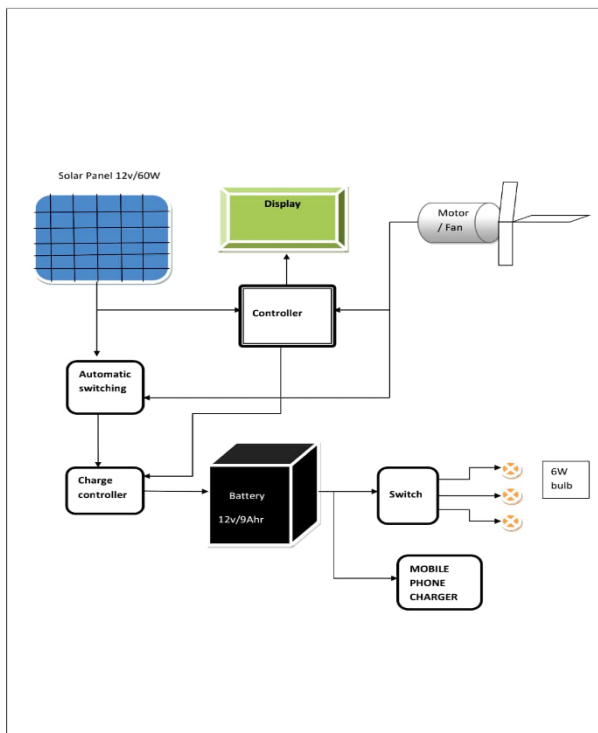 Solar Panel 12v/60W
Display
Motor
/ Fan
Controller
Automatic
switching
Charge
controller
Battery
12v/9Ahr
Switch
6W
bulb
MOBILE
PHONE
CHARGER